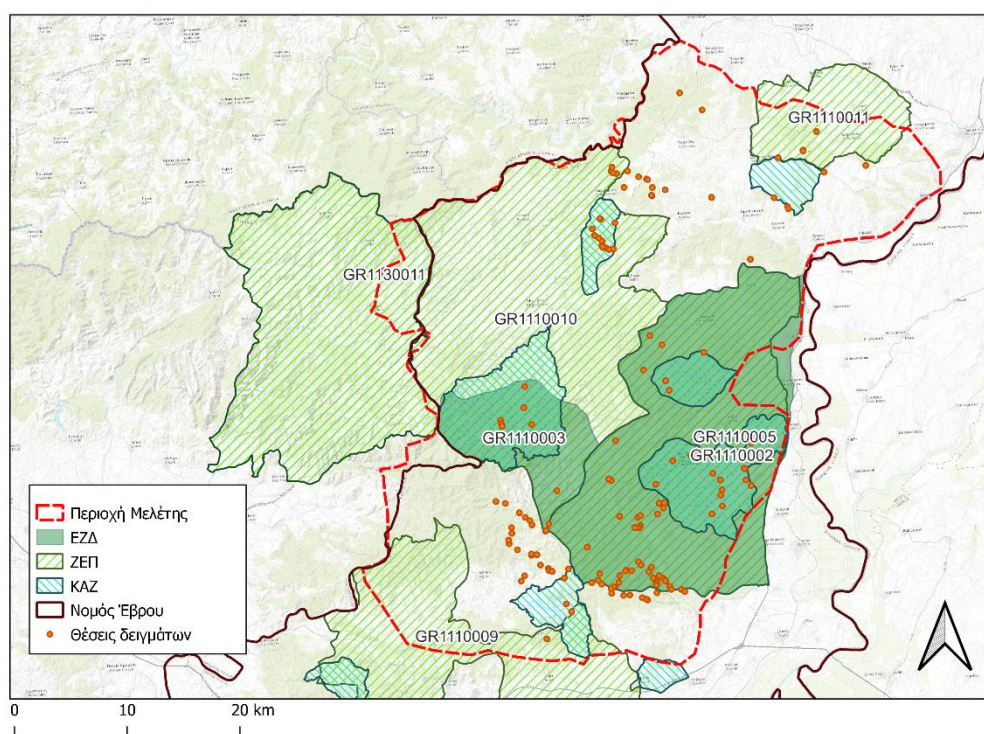 GR1110011
GR1130011
GR1110010
GR1110003
GR1110005
GR1110002
GR1110009
Περιοχή Μελέτης
ΕΖΔ
ΖΕΠ
ΚΑΖ
Νομός Έβρου
Θέσεις δειγμάτων
0 10 20 km